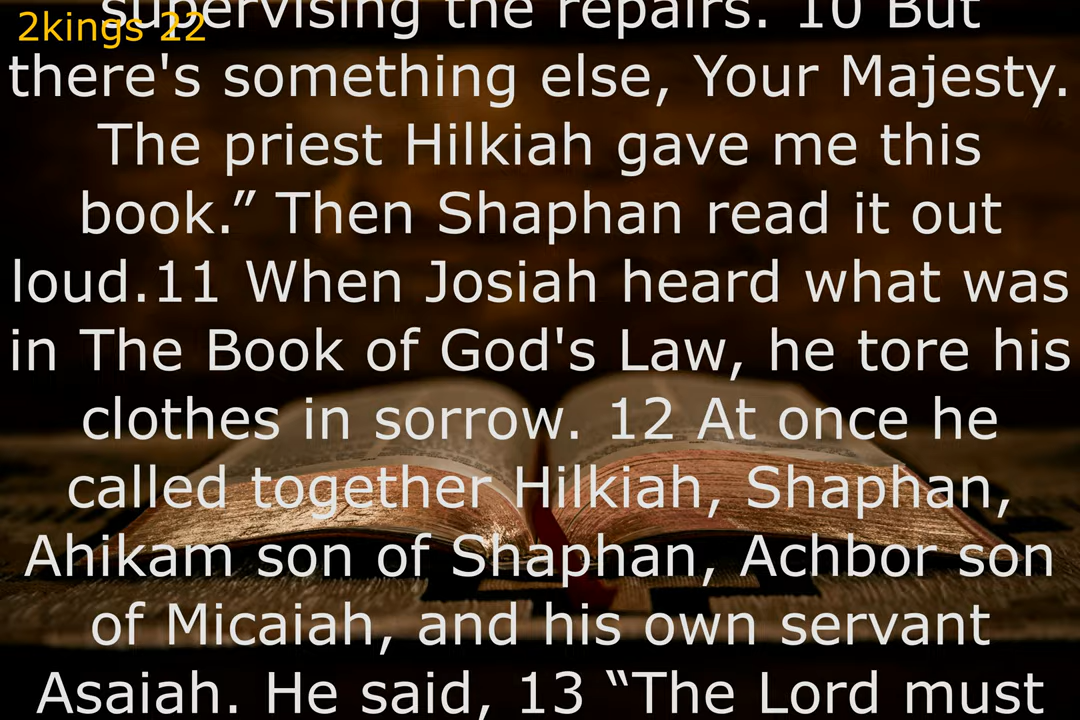 2kings 22
supervising the repairs. 10 But
there's something else, Your Majesty.
The priest Hilkiah gave me this
book.” Then Shaphan read it out
loud.11 When Josiah heard what was
in The Book of God's Law, he tore his
clothes in sorrow. 12 At once he
called together Hilkiah, Shaphan,
Ahikam son of Shaphan, Achbor son
of Micaiah, and his own servant
Asaiah. He said, 13 “The Lord must